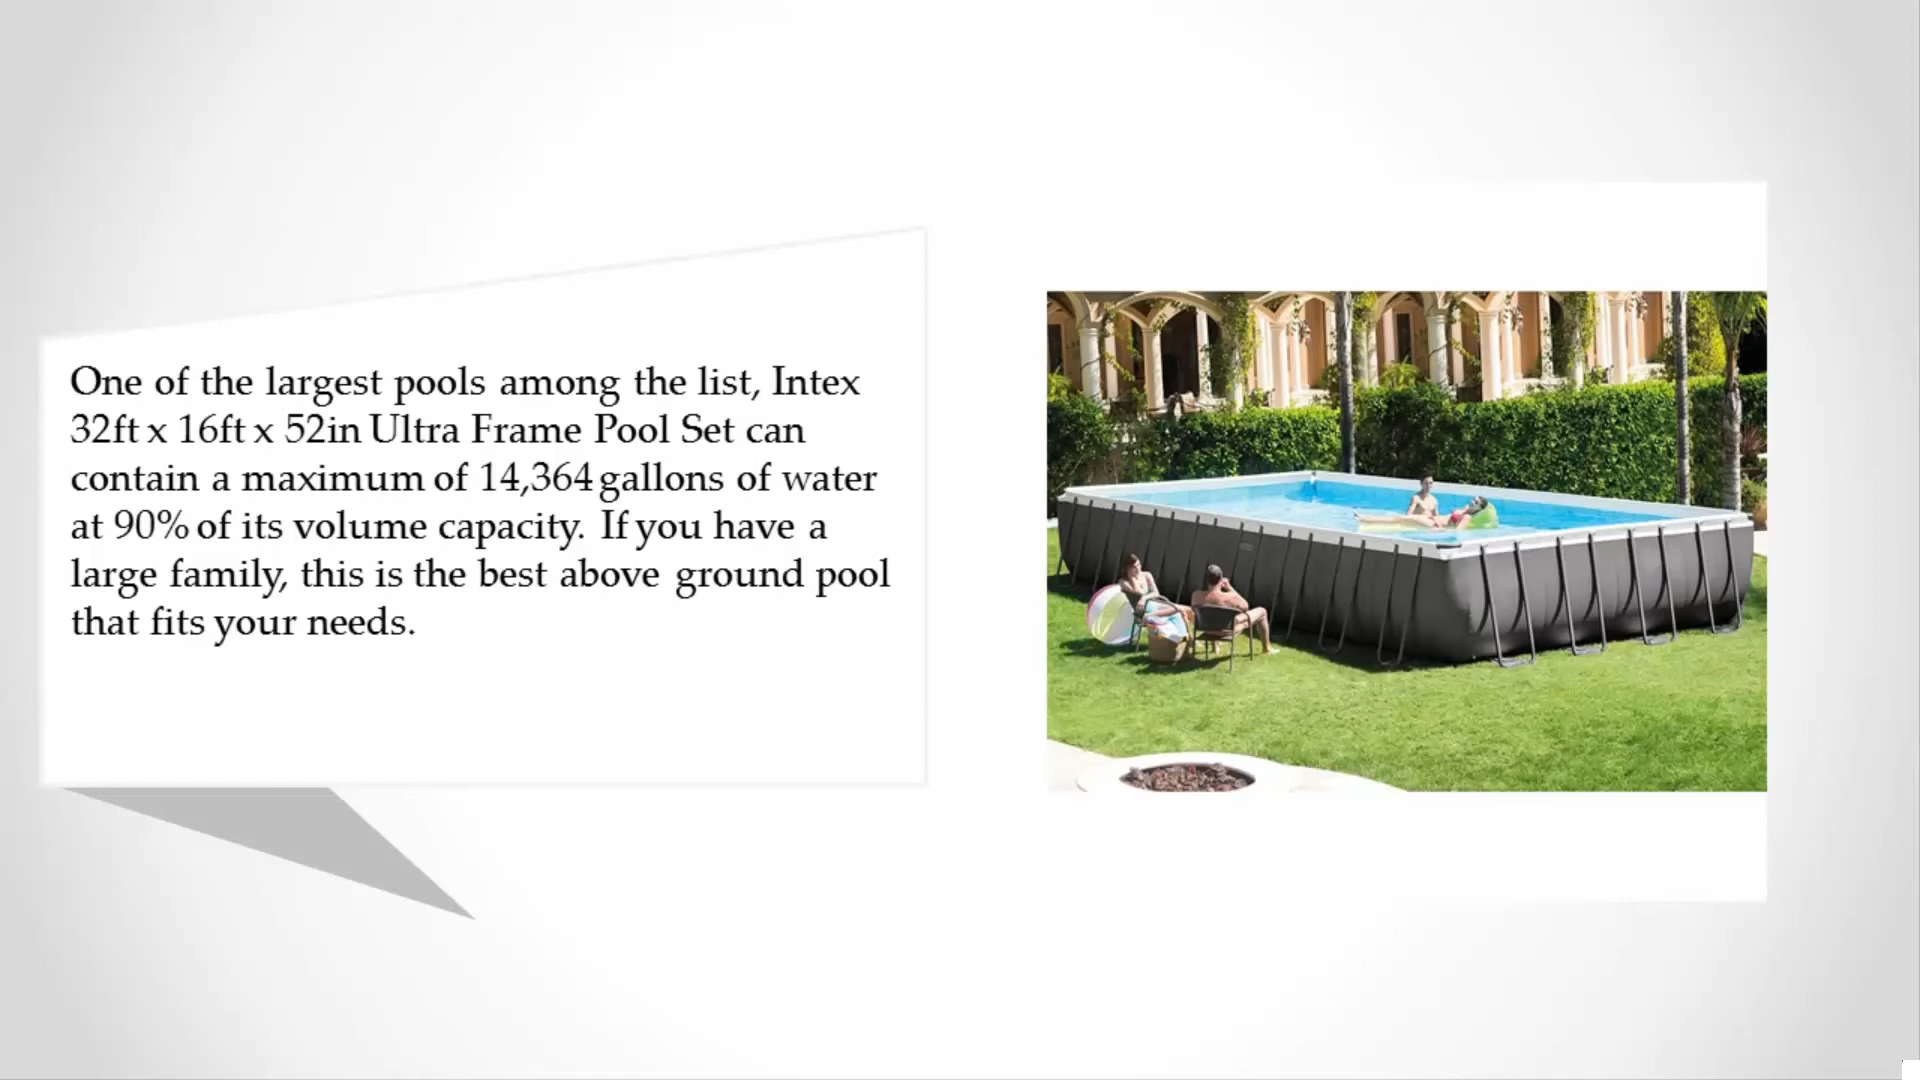 One of the largest pools among the list, Intex
32ft x 16ft x 52in Ultra Frame Pool Set can
contain a maximum of 14,364 gallons of water
at 90% of its volume capacity. If you have a
large family, this is the best above ground pool
that fits your needs.